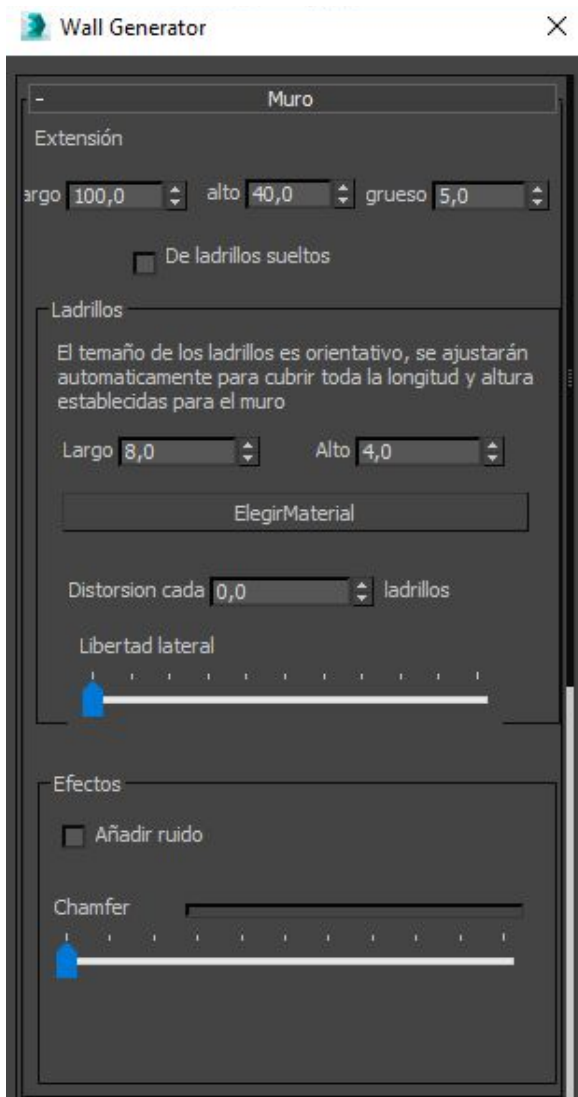 Wall Generator
- Muro
Extensión
argo 100,0 alto 40,0 grueso 5,0
De ladrillos sueltos
Ladrillos
El temaño de los ladrillos es orientativo, se ajustarán
automaticamente para cubrir toda la longitud y altura
establecidas para el muro
Largo 8,0 Alto 4,0
ElegirMaterial
Distorsion cada 0,0 ladrillos
Libertad lateral
Efectos
Añadir ruido
Chamfer